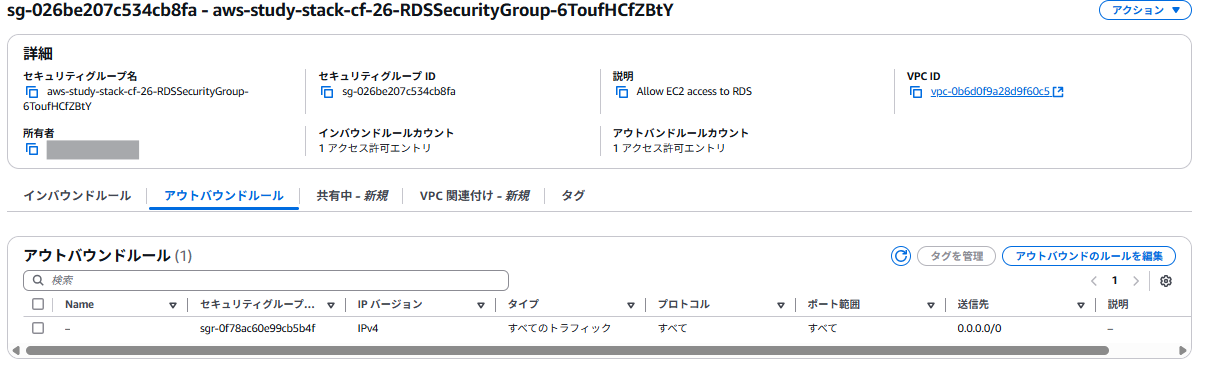 sg-026be207c534cb8fa - aws-study-stack-cf-26-RDSSecurityGroup-6ToufHCfZBtY
アクション
詳細
セキュリティグループ名
aws-study-stack-cf-26-RDSSecurityGroup-
6ToufHCfZBtY
セキュリティグループ ID
sg-026be207c534cb8fa
説明
Allow EC2 access to RDS
VPC ID
vpc-0b6d0f9a28d9f60c5
所有者
インバウンドルールカウント
1 アクセス許可エントリ
アウトバンドルールカウント
1 アクセス許可エントリ
インバウンドルール
アウトバウンドルール
共有中 - 新規
VPC 関連付け - 新規
タグ
アウトバウンドルール (1)
タグを管理
アウトバウンドのルールを編集
検索
1
Name セキュリティグループ... IP バージョン タイプ プロトコル ポート範囲 送信先 説明
– sgr-0f78ac60e99cb5b4f IPv4 すべてのトラフィック すべて すべて 0.0.0.0/0 –